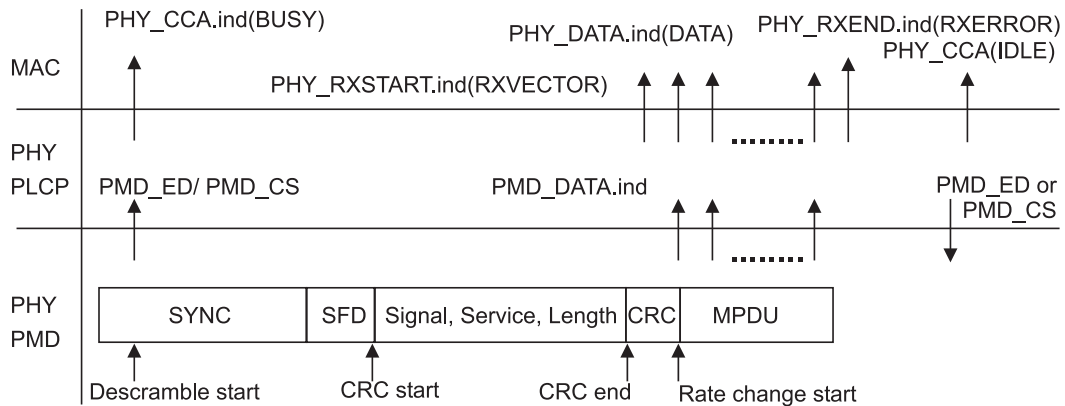 PHY_CCA.ind(BUSY)
PHY_DATA.ind(DATA)
PHY_RXEND.ind(RXERROR)
PHY_CCA(IDLE)
MAC
PHY_RXSTART.ind(RXVECTOR)
PHY
PLCP
PMD_ED/ PMD_CS
PMD_DATA.ind
PMD_ED or
PMD_CS
PHY
PMD
SYNC
SFD
Signal, Service, Length
CRC
MPDU
Descramble start
CRC start
CRC end
Rate change start